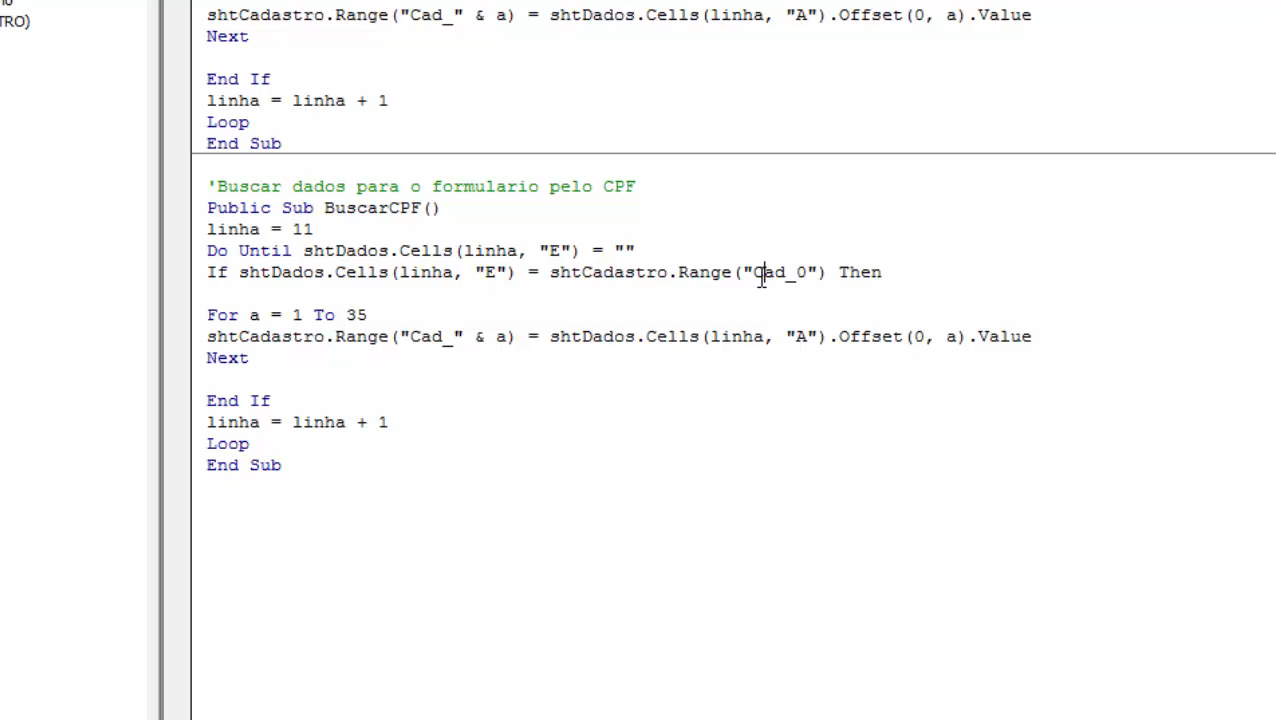 TRO)
shtCadastro.Range("Cad_" & a) = shtDados.Cells(linha, "A").Offset(0, a).Value
Next
End If
linha = linha + 1
Loop
End Sub
'Buscar dados para o formulario pelo CPF
Public Sub BuscarCPF()
linha = 11
Do Until shtDados.Cells(linha, "E") = ""
If shtDados.Cells(linha, "E") = shtCadastro.Range("Cad_0") Then
For a = 1 To 35
shtCadastro.Range("Cad_" & a) = shtDados.Cells(linha, "A").Offset(0, a).Value
Next
End If
linha = linha + 1
Loop
End Sub